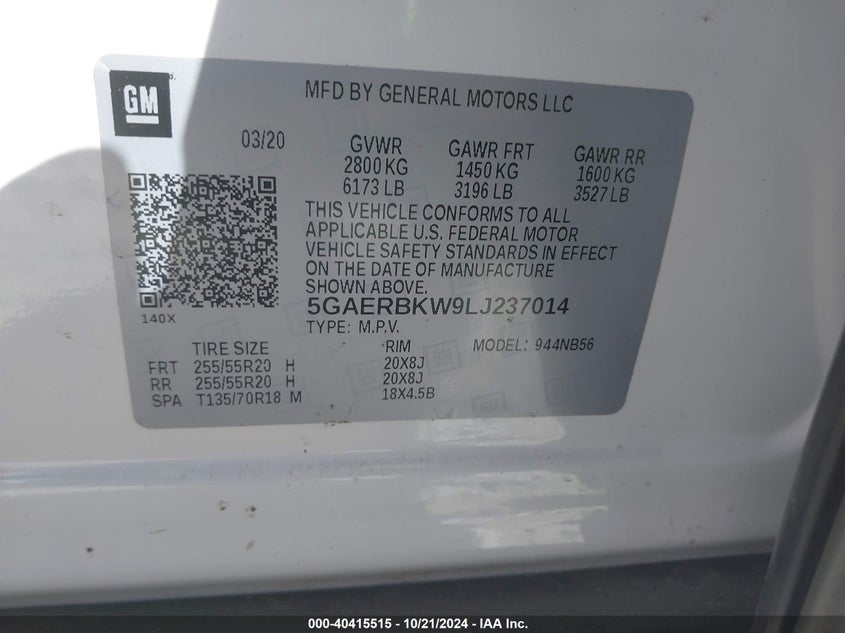 GM
MFD BY GENERAL MOTORS LLC
03/20
GVWR
2800 KG
6173 LB
GAWR FRT
1450 KG
3196 LB
GAWR RR
1600 KG
3527 LB
THIS VEHICLE CONFORMS TO ALL
APPLICABLE U.S. FEDERAL MOTOR
VEHICLE SAFETY STANDARDS IN EFFECT
ON THE DATE OF MANUFACTURE
SHOWN ABOVE.
140X
5GAERBKW9LJ237014
TYPE: M.P.V.
MODEL: 944NB56
TIRE SIZE RIM
FRT 255/55R20 H 20X8J
RR 255/55R20 H 20X8J
SPA T135/70R18 M 18X4.5B
000-40415515 - 10/21/2024 - IAA Inc.